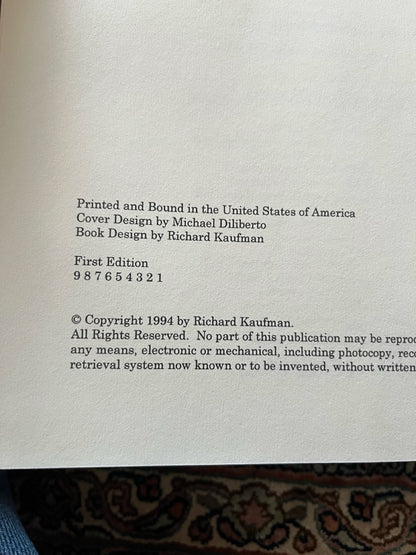 Printed and Bound in the United States of America
Cover Design by Michael Diliberto
Book Design by Richard Kaufman
First Edition
9 8 7 6 5 4 3 2 1
© Copyright 1994 by Richard Kaufman.
All Rights Reserved. No part of this publication may be
any means, electronic or mechanical, including photocopy,
retrieval system now known or to be invented, without written